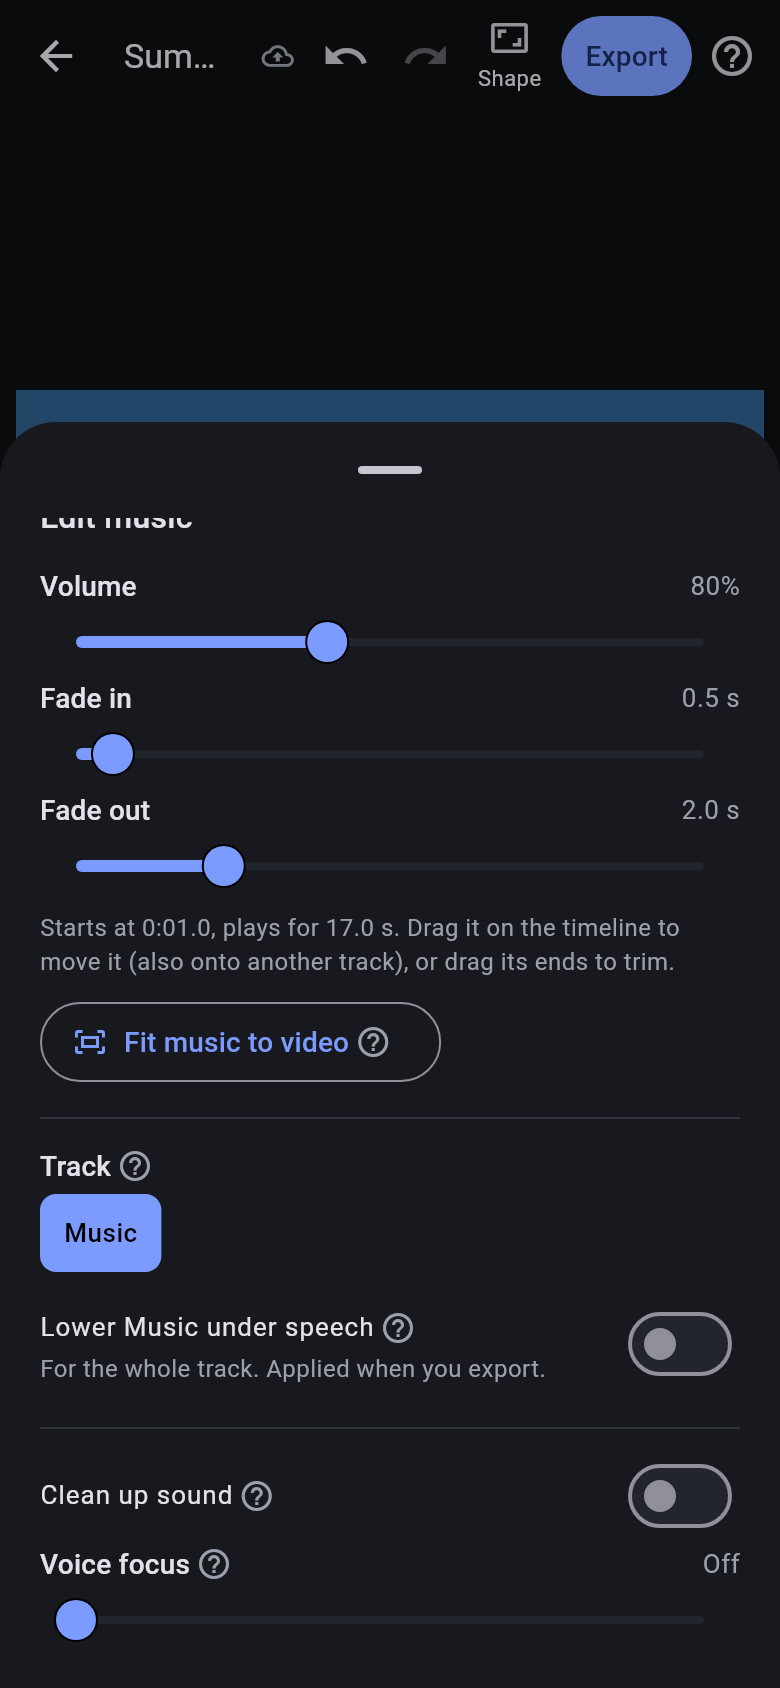 Sum...
Shape
Export
Edit music
Volume
80%
Fade in
0.5 s
Fade out
2.0 s
Starts at 0:01.0, plays for 17.0 s. Drag it on the timeline to
move it (also onto another track), or drag its ends to trim.
Fit music to video
Track
Music
Lower Music under speech
For the whole track. Applied when you export.
Clean up sound
Voice focus
Off